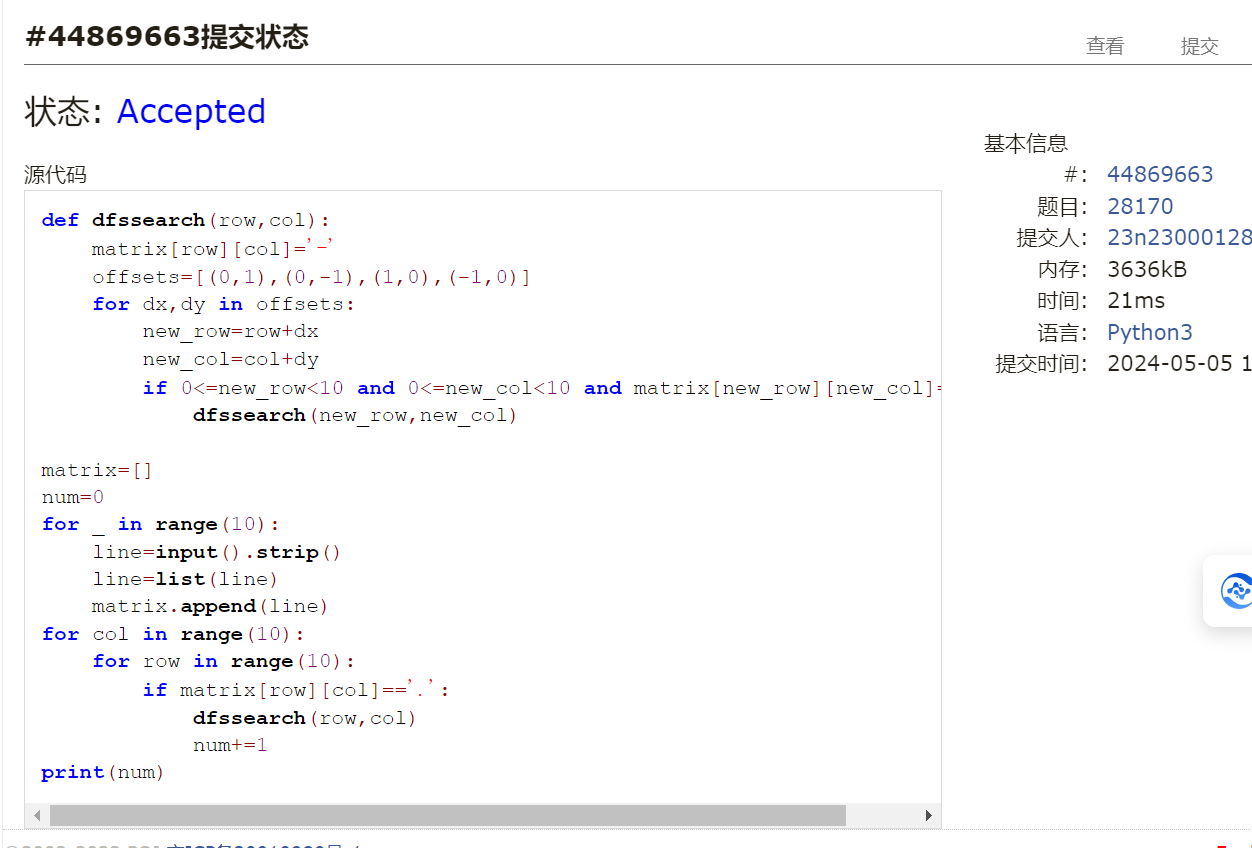 #44869663提交状态
查看 提交
状态: Accepted
源代码
def dfssearch(row,col):
    matrix[row][col]='-'
    offsets=[(0,1),(0,-1),(1,0),(-1,0)]
    for dx,dy in offsets:
        new_row=row+dx
        new_col=col+dy
        if 0<=new_row<10 and 0<=new_col<10 and matrix[new_row][new_col]=
            dfssearch(new_row,new_col)
matrix=[]
num=0
for _ in range(10):
    line=input().strip()
    line=list(line)
    matrix.append(line)
for col in range(10):
    for row in range(10):
        if matrix[row][col]=='.':
            dfssearch(row,col)
            num+=1
print(num)
基本信息
#: 44869663
题目: 28170
提交人: 23n23000128
内存: 3636kB
时间: 21ms
语言: Python3
提交时间: 2024-05-05 1